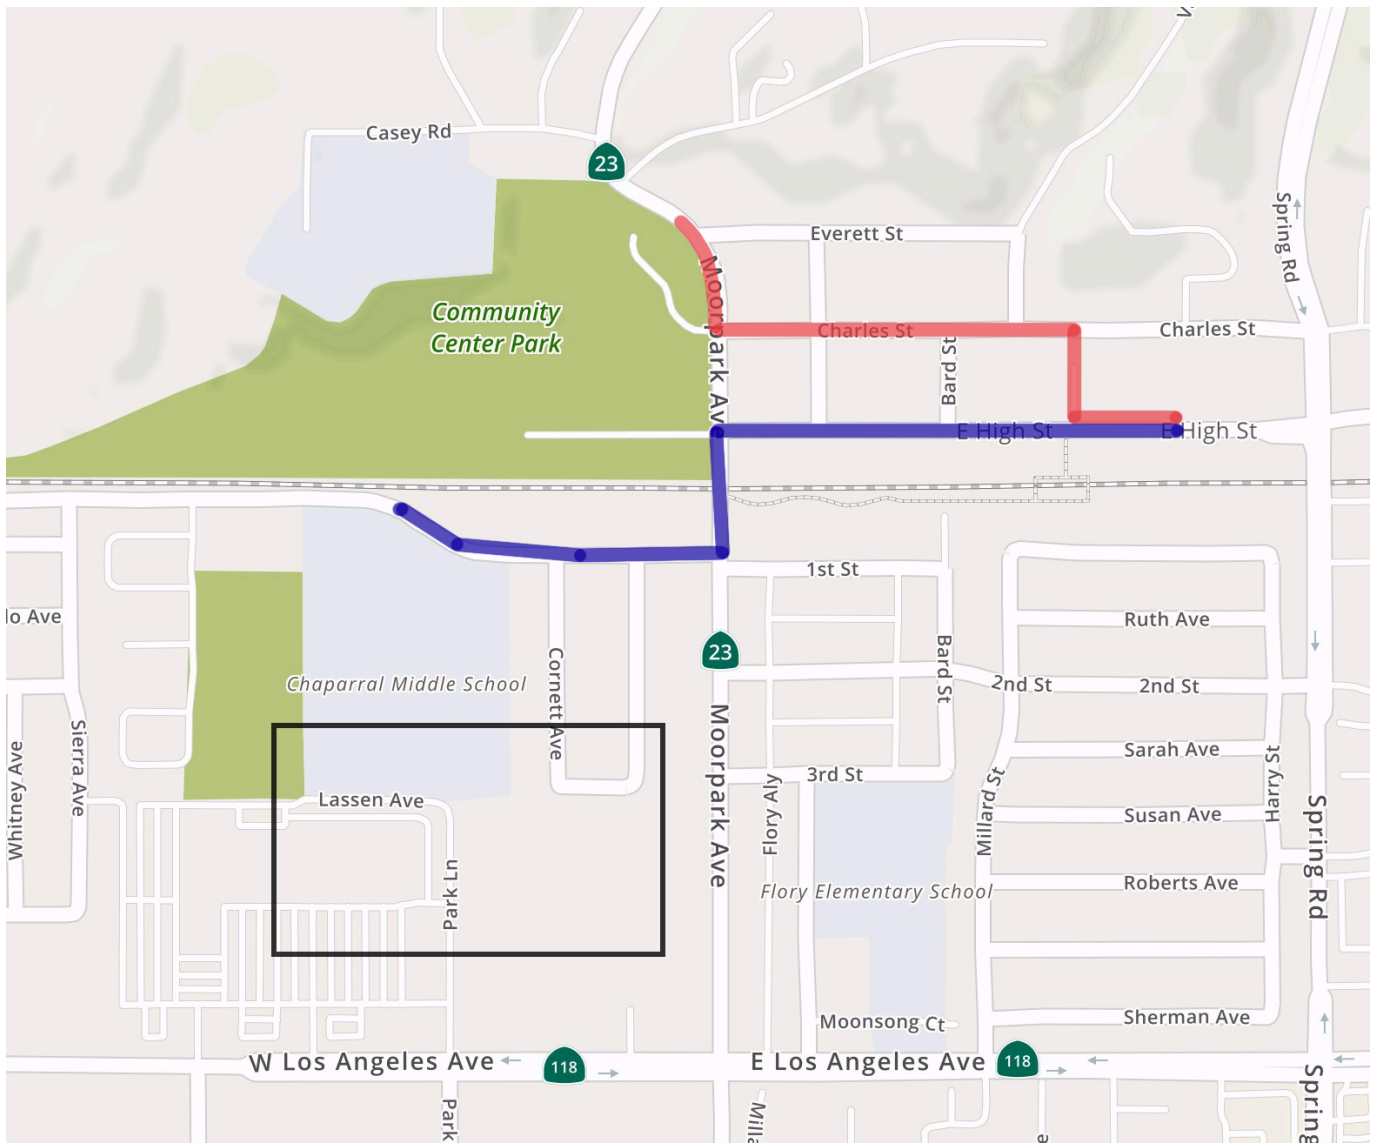 Casey Rd
23
Spring Rd
Everett St
Moorpark Ave
Community
Center Park
Charles St
Charles St
Bard St
E High St
E High St
1st St
lo Ave
Ruth Ave
23
Cornett Ave
Bard St
Chaparral Middle School
2nd St
2nd St
Sierra Ave
Whitney Ave
Moorpark Ave
Sarah Ave
Harry St
3rd St
Flory Aly
Millard St
Lassen Ave
Susan Ave
Spring Rd
Park Ln
Flory Elementary School
Roberts Ave
Moonsong Ct
Sherman Ave
W Los Angeles Ave
118
E Los Angeles Ave
118
Park
Milla
Spring
e